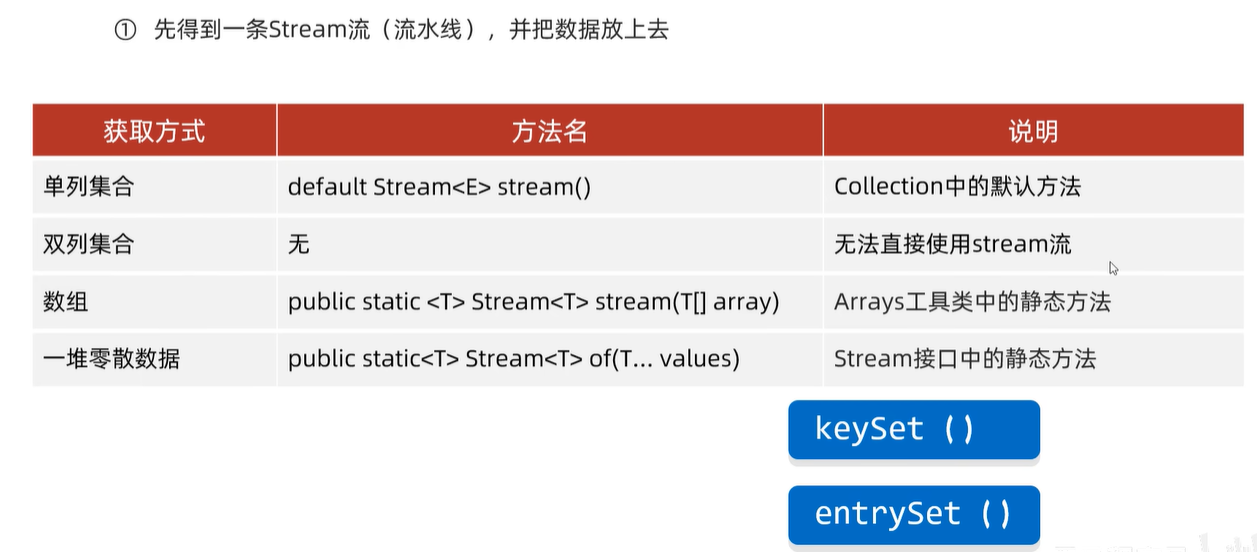 ① 先得到一条Stream流（流水线），并把数据放上去
获取方式 方法名 说明
单列集合 default Stream<E> stream() Collection中的默认方法
双列集合 无 无法直接使用stream流
数组 public static <T> Stream<T> stream(T[] array) Arrays工具类中的静态方法
一堆零散数据 public static<T> Stream<T> of(T... values) Stream接口中的静态方法
keySet ()
entrySet ()